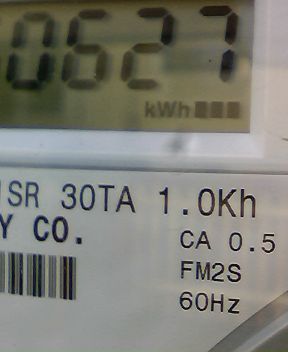 0627
kWh
SR 30TA 1.0Kh
Y CO.
CA 0.5
FM2S
60Hz